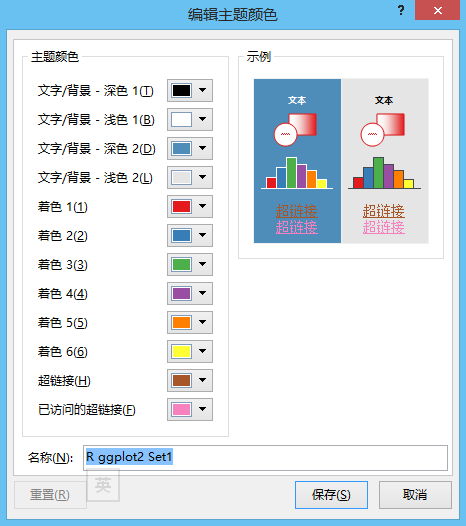 编辑主题颜色
?
主题颜色
文字/背景 - 深色 1(T)
文字/背景 - 浅色 1(B)
文字/背景 - 深色 2(D)
文字/背景 - 浅色 2(L)
着色 1(1)
着色 2(2)
着色 3(3)
着色 4(4)
着色 5(5)
着色 6(6)
超链接(H)
已访问的超链接(F)
示例
文本 文本
超链接 超链接
超链接 超链接
名称(N): R ggplot2 Set1
英
重置(R) 保存(S) 取消